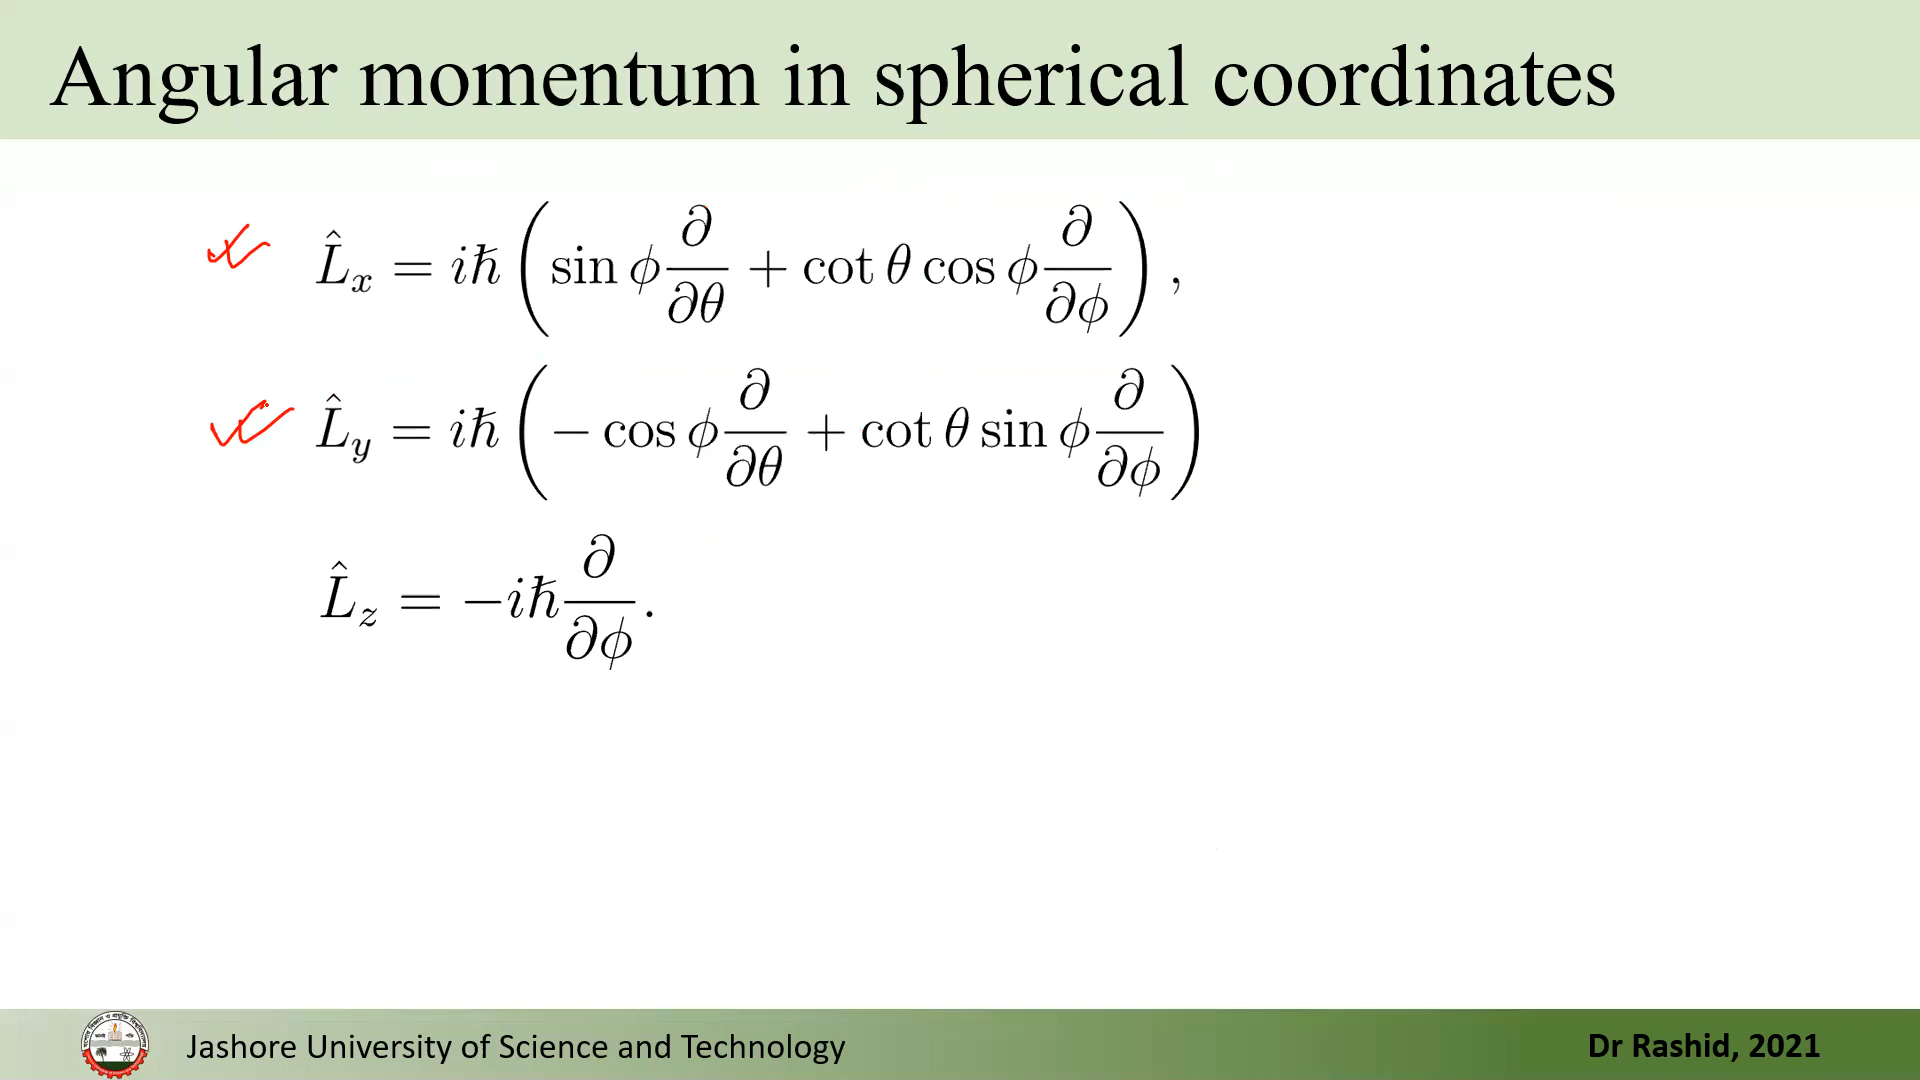 Angular momentum in spherical coordinates
L̂ₓ = iħ ( sin ϕ ∂/∂θ + cot θ cos ϕ ∂/∂ϕ ) ,
L̂_y = iħ ( − cos ϕ ∂/∂θ + cot θ sin ϕ ∂/∂ϕ )
L̂_z = −iħ ∂/∂ϕ .
Jashore University of Science and Technology
Dr Rashid, 2021